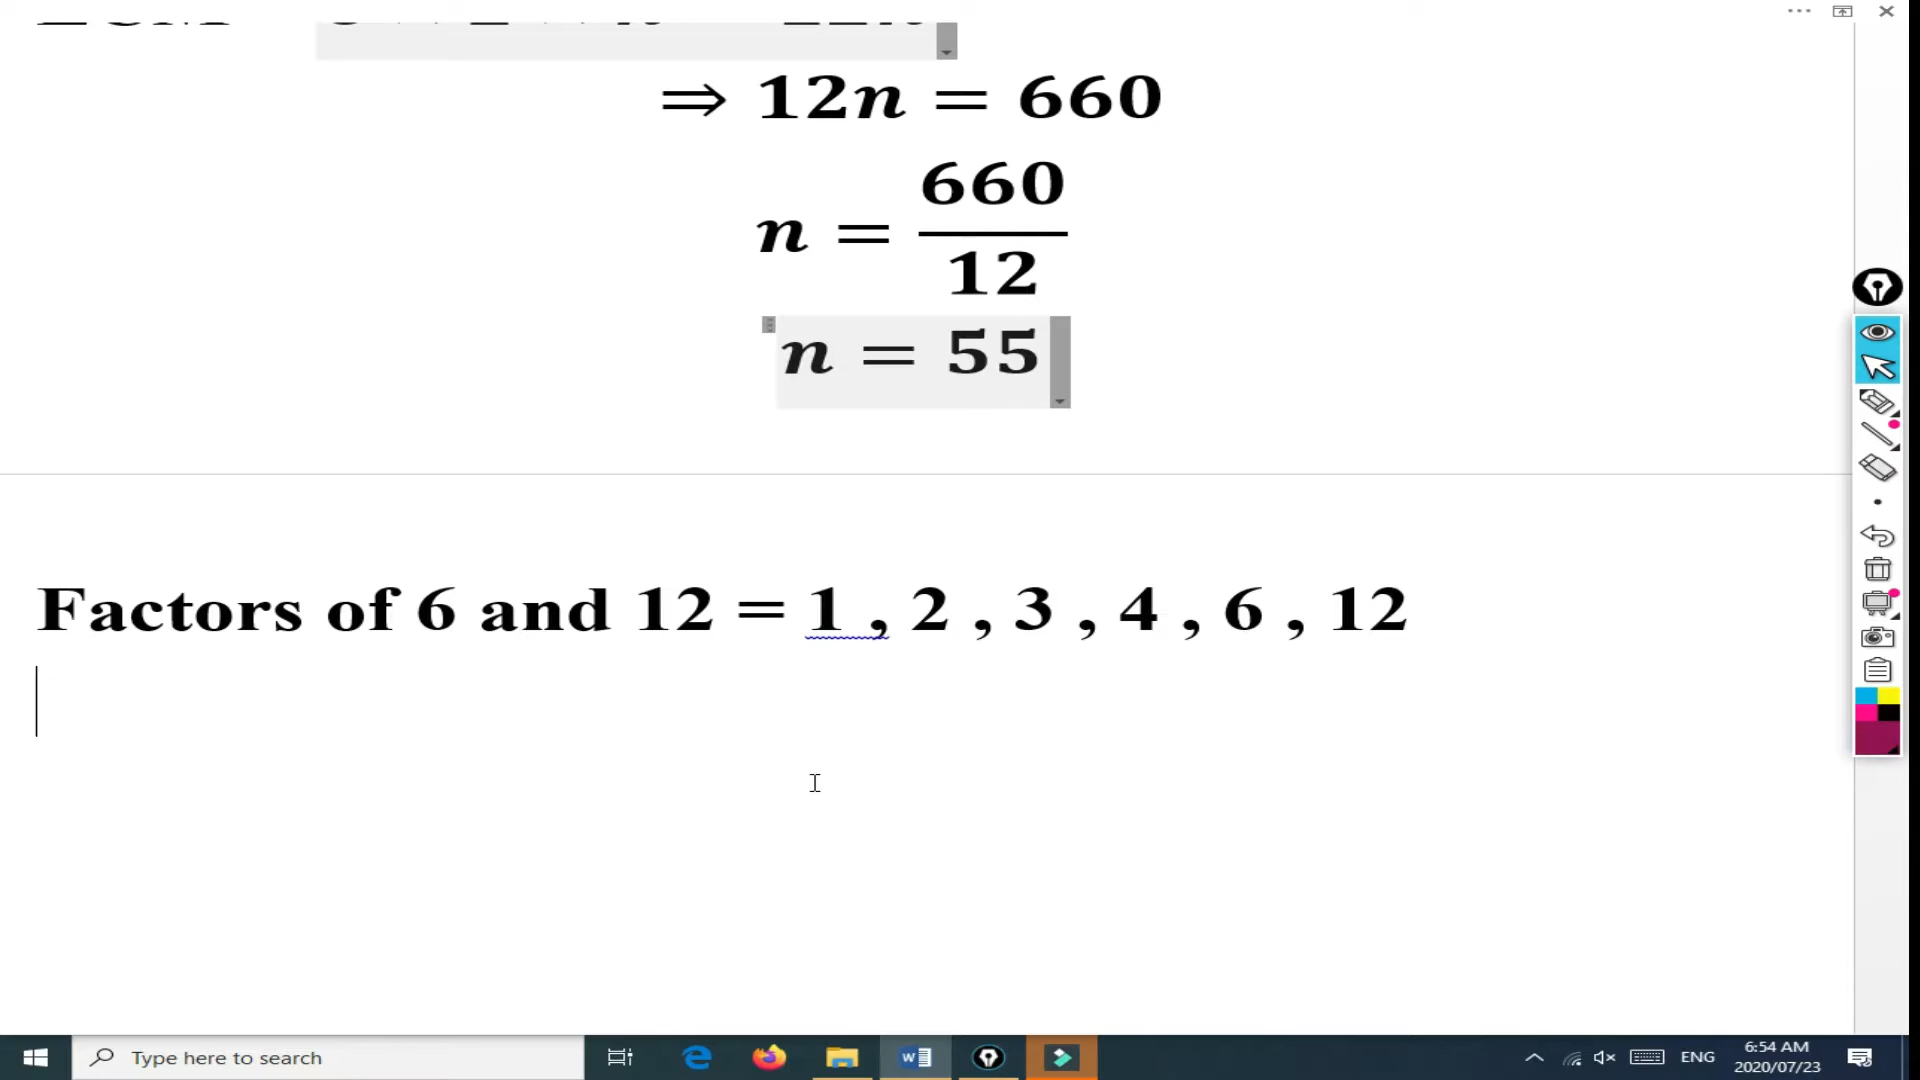 ⇒ 12n = 660
n = 660/12
n = 55
Factors of 6 and 12 = 1 , 2 , 3 , 4 , 6 , 12
Type here to search
ENG
6:54 AM
2020/07/23